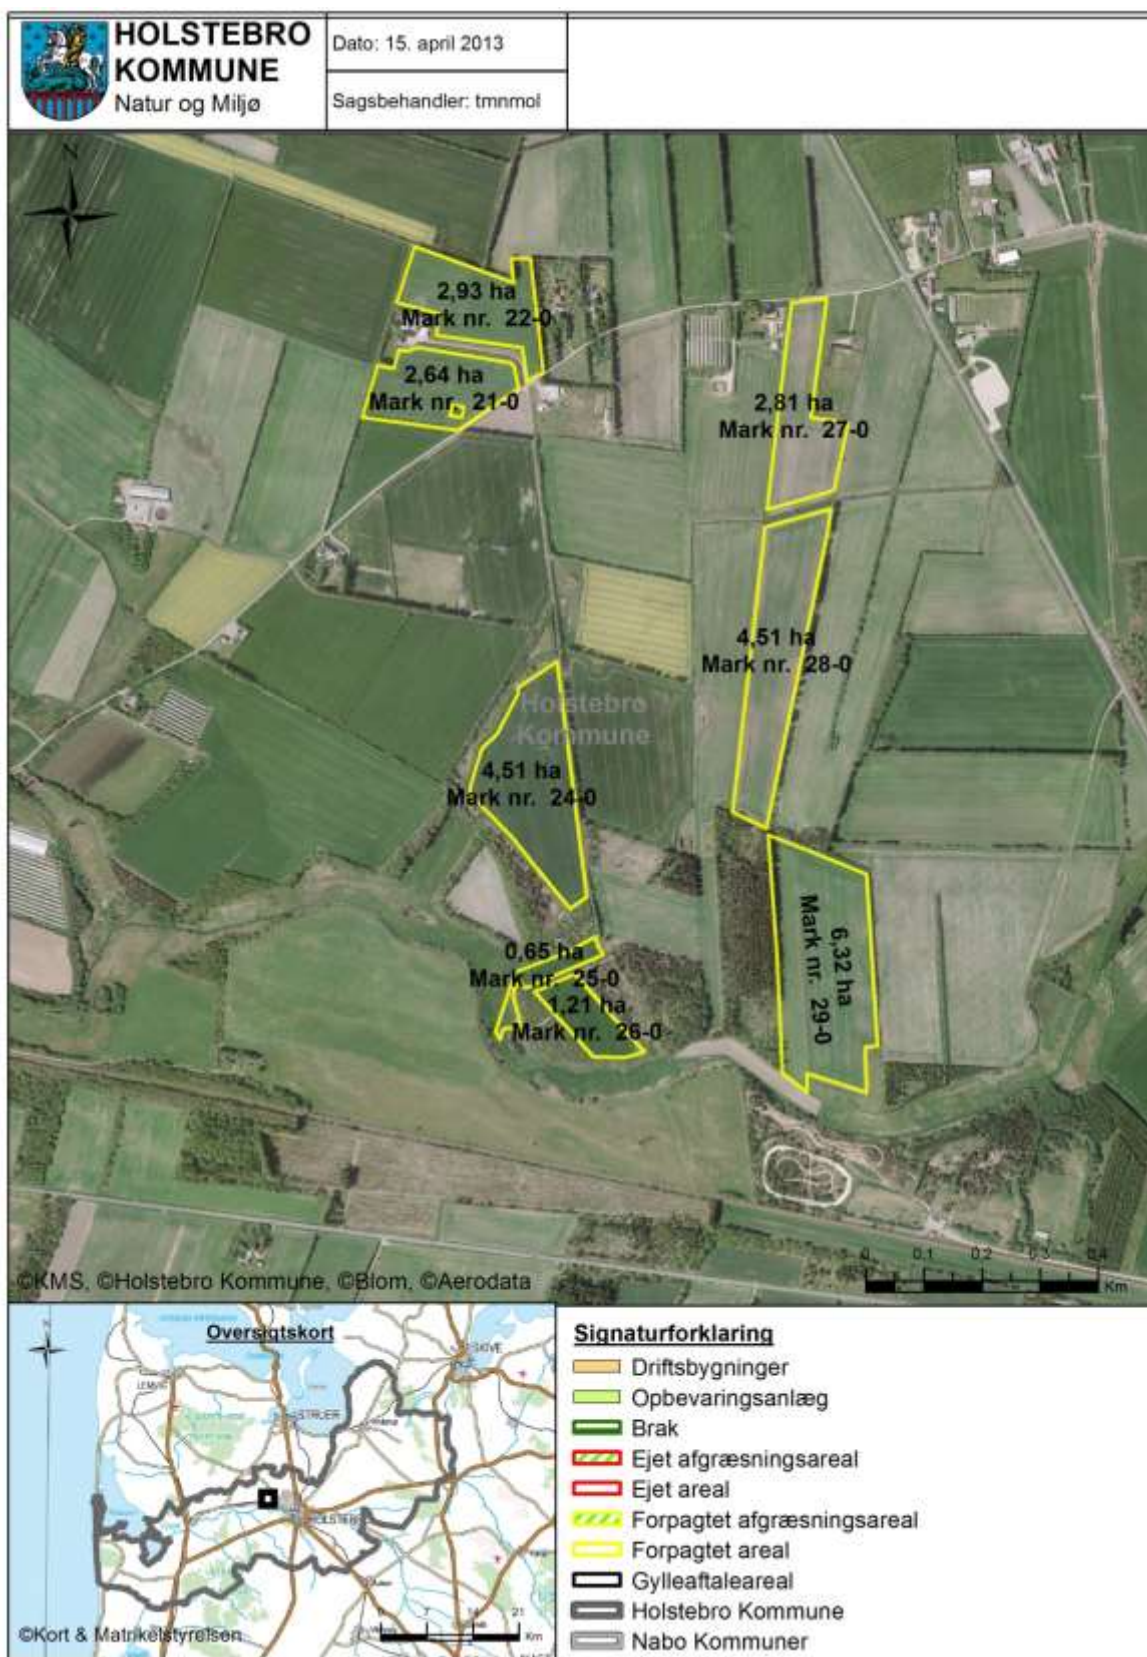 HOLSTEBRO
KOMMUNE
Natur og Miljø
Dato: 15. april 2013
Sagsbehandler: tmnmol
N
2,93 ha
Mark nr. 22-0
2,64 ha
Mark nr. 21-0
2,81 ha
Mark nr. 27-0
4,51 ha
Mark nr. 28-0
Holstebro
Kommune
4,51 ha
Mark nr. 24-0
6,32 ha
Mark nr. 29-0
0,65 ha
Mark nr. 25-0
1,21 ha
Mark nr. 26-0
0 0,1 0,2 0,3 0,4
Km
©KMS, ©Holstebro Kommune, ©Blom, ©Aerodata
Oversigtskort
N
SKIVE
LEMVIG
STRUER
HOLSTEBRO
7 14 21
Km
©Kort & Matrikelstyrelsen
Signaturforklaring
Driftsbygninger
Opbevaringsanlæg
Brak
Ejet afgræsningsareal
Ejet areal
Forpagtet afgræsningsareal
Forpagtet areal
Gylleaftaleareal
Holstebro Kommune
Nabo Kommuner